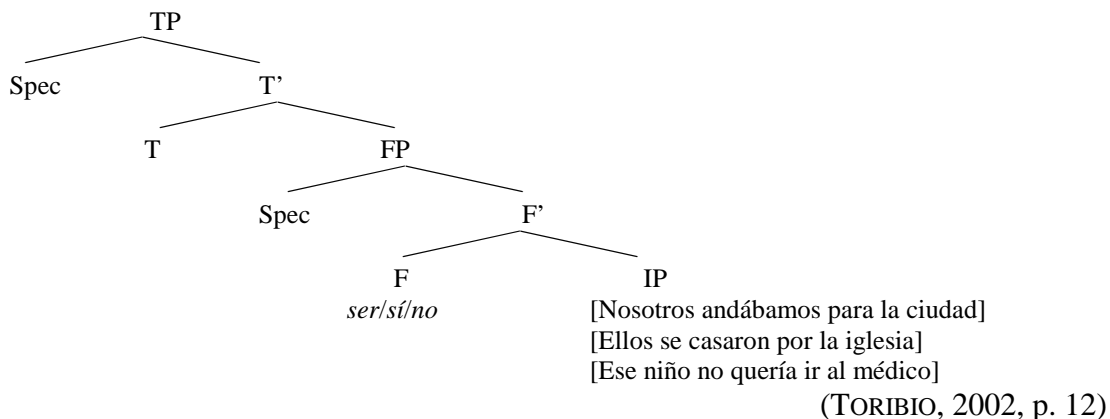 TP
Spec T’
T FP
Spec F’
F IP
ser/sí/no [Nosotros andábamos para la ciudad]
[Ellos se casaron por la iglesia]
[Ese niño no quería ir al médico]
(TORIBIO, 2002, p. 12)